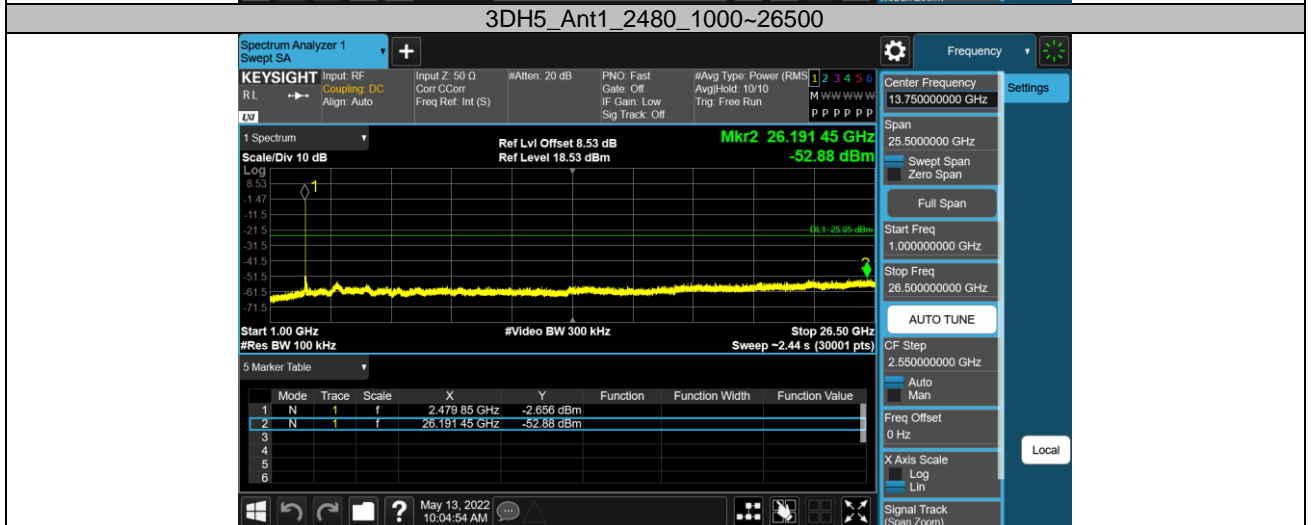 (Span Zoom)
3DH5_Ant1_2480_1000~26500
Spectrum Analyzer 1
Swept SA
+
Frequency
KEYSIGHT Input: RF Input Z: 50 Ω #Atten: 20 dB PNO: Fast #Avg Type: Power (RMS 1 2 3 4 5 6
RL Coupling: DC Corr CCorr Gate: Off Avg|Hold: 10/10 M W W W W W
Align: Auto Freq Ref: Int (S) IF Gain: Low Trig: Free Run
LXI Sig Track: Off P P P P P P
1 Spectrum
Ref Lvl Offset 8.53 dB Mkr2 26.191 45 GHz
Scale/Div 10 dB Ref Level 18.53 dBm -52.88 dBm
Log
8.53
1
-1.47
-11.5
-21.5
DL1 -25.05 dBm
-31.5
-41.5
2
-51.5
-61.5
-71.5
Start 1.00 GHz #Video BW 300 kHz Stop 26.50 GHz
#Res BW 100 kHz Sweep ~2.44 s (30001 pts)
5 Marker Table
Mode Trace Scale X Y Function Function Width Function Value
1 N 1 f 2.479 85 GHz -2.656 dBm
2 N 1 f 26.191 45 GHz -52.88 dBm
3
4
5
6
? May 13, 2022
10:04:54 AM
Center Frequency
13.750000000 GHz
Span
25.5000000 GHz
Swept Span
Zero Span
Full Span
Start Freq
1.000000000 GHz
Stop Freq
26.500000000 GHz
AUTO TUNE
CF Step
2.550000000 GHz
Auto
Man
Freq Offset
0 Hz
X Axis Scale
Log
Lin
Signal Track
(Span Zoom)
Settings
Local